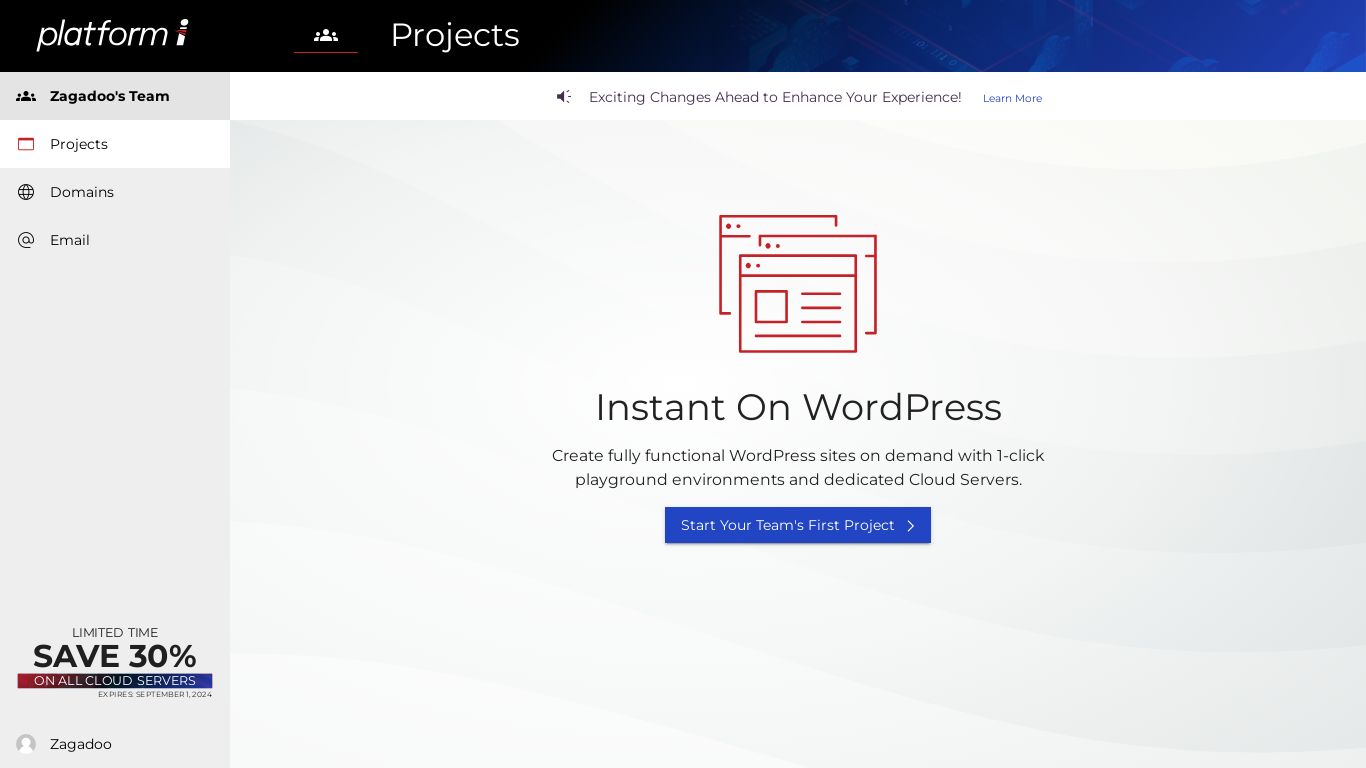 platform i
Projects
Zagadoo's Team
Exciting Changes Ahead to Enhance Your Experience! Learn More
Projects
Domains
Email
Instant On WordPress
Create fully functional WordPress sites on demand with 1-click
playground environments and dedicated Cloud Servers.
Start Your Team's First Project
LIMITED TIME
SAVE 30%
ON ALL CLOUD SERVERS
EXPIRES: SEPTEMBER 1, 2024
Zagadoo